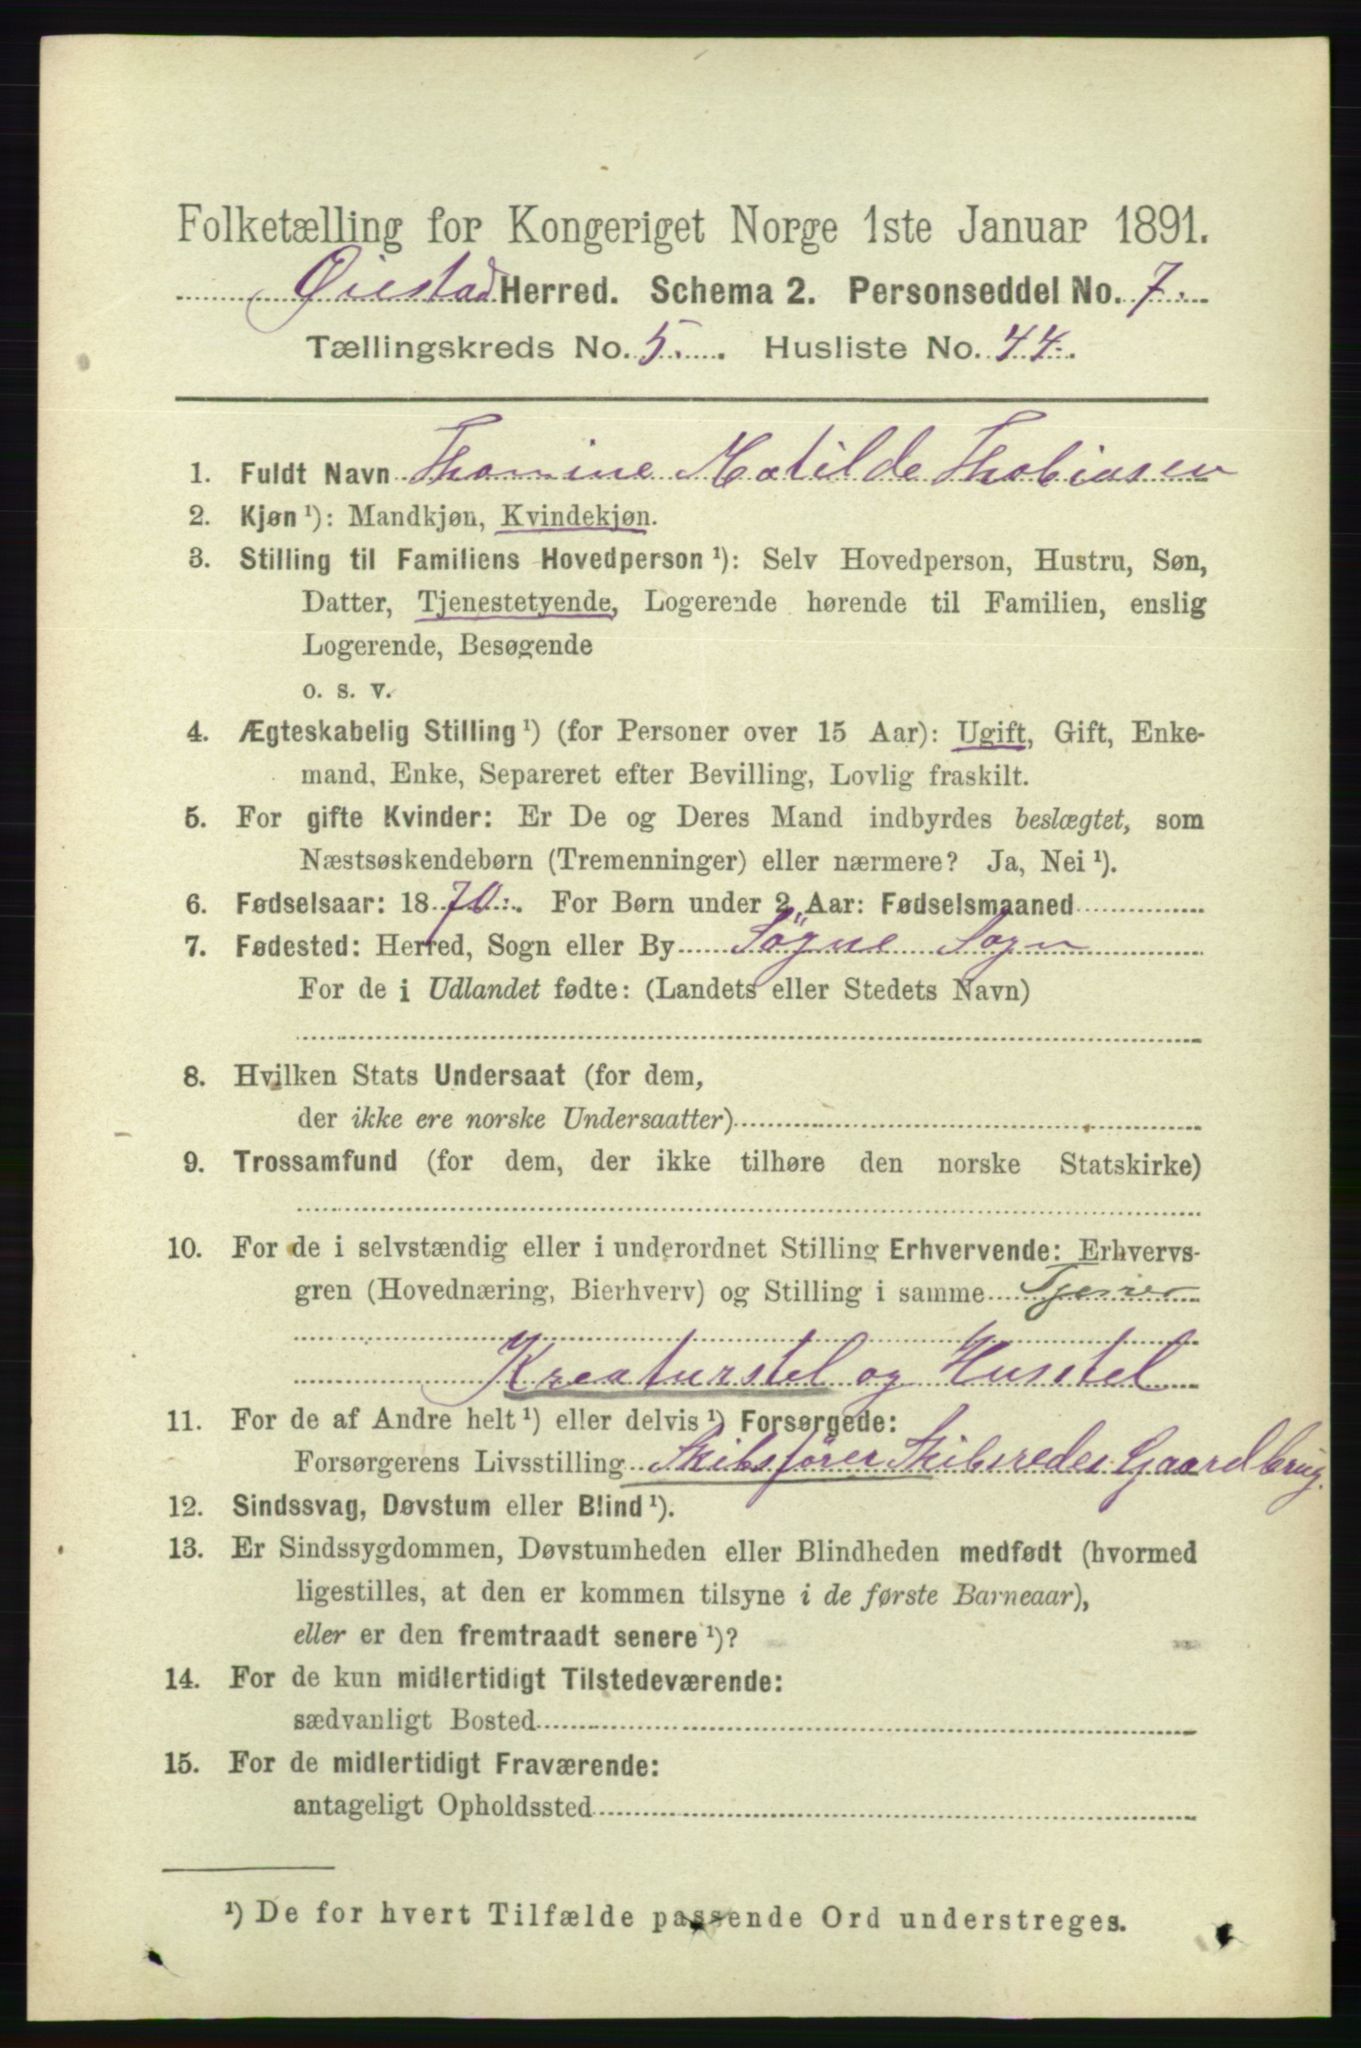 Folketælling for Kongeriget Norge 1ste Januar 1891.
Øiestad Herred. Schema 2. Personseddel No. 7.
Tællingskreds No. 5. Husliste No. 44.
1. Fuldt Navn Thomine Matilde Thobiasen
2. Kjøn ¹): Mandkjøn, Kvindekjøn.
3. Stilling til Familiens Hovedperson ¹): Selv Hovedperson, Hustru, Søn,
Datter, Tjenestetyende, Logerende hørende til Familien, enslig
Logerende, Besøgende
o. s. v.
4. Ægteskabelig Stilling ¹) (for Personer over 15 Aar): Ugift, Gift, Enke-
mand, Enke, Separeret efter Bevilling, Lovlig fraskilt.
5. For gifte Kvinder: Er De og Deres Mand indbyrdes beslægtet, som
Næstsøskendebørn (Tremenninger) eller nærmere? Ja, Nei ¹).
6. Fødselsaar: 1870. For Børn under 2 Aar: Fødselsmaaned
7. Fødested: Herred, Sogn eller By Sögne Sogn
For de i Udlandet fødte: (Landets eller Stedets Navn)
8. Hvilken Stats Undersaat (for dem,
der ikke ere norske Undersaatter)
9. Trossamfund (for dem, der ikke tilhøre den norske Statskirke)
10. For de i selvstændig eller i underordnet Stilling Erhvervende: Erhvervs-
gren (Hovednæring, Bierhverv) og Stilling i samme
Kreaturstel og Husstel
11. For de af Andre helt ¹) eller delvis ¹) Forsørgede:
Forsørgerens Livsstilling Skibsfører Skibsreder Gaardbrug.
12. Sindssvag, Døvstum eller Blind ¹).
13. Er Sindssygdommen, Døvstumheden eller Blindheden medfødt (hvormed
ligestilles, at den er kommen tilsyne i de første Barneaar),
eller er den fremtraadt senere ¹)?
14. For de kun midlertidigt Tilstedeværende:
sædvanligt Bosted
15. For de midlertidigt Fraværende:
antageligt Opholdssted
¹) De for hvert Tilfælde passende Ord understreges.